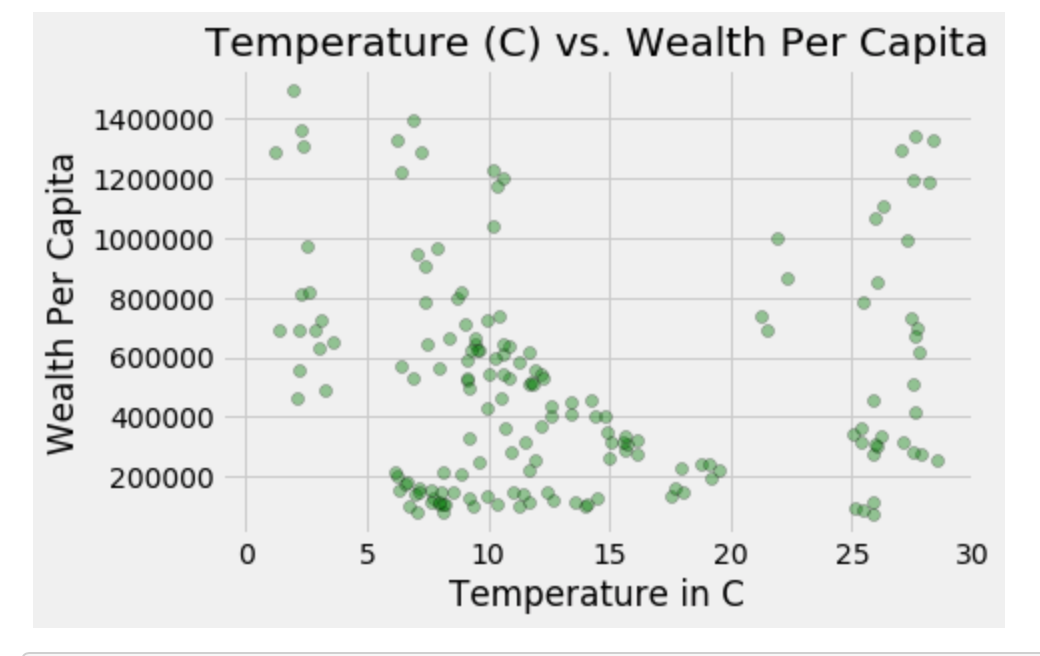 Temperature (C) vs. Wealth Per Capita
Wealth Per Capita
1400000
1200000
1000000
800000
600000
400000
200000
0 5 10 15 20 25 30
Temperature in C